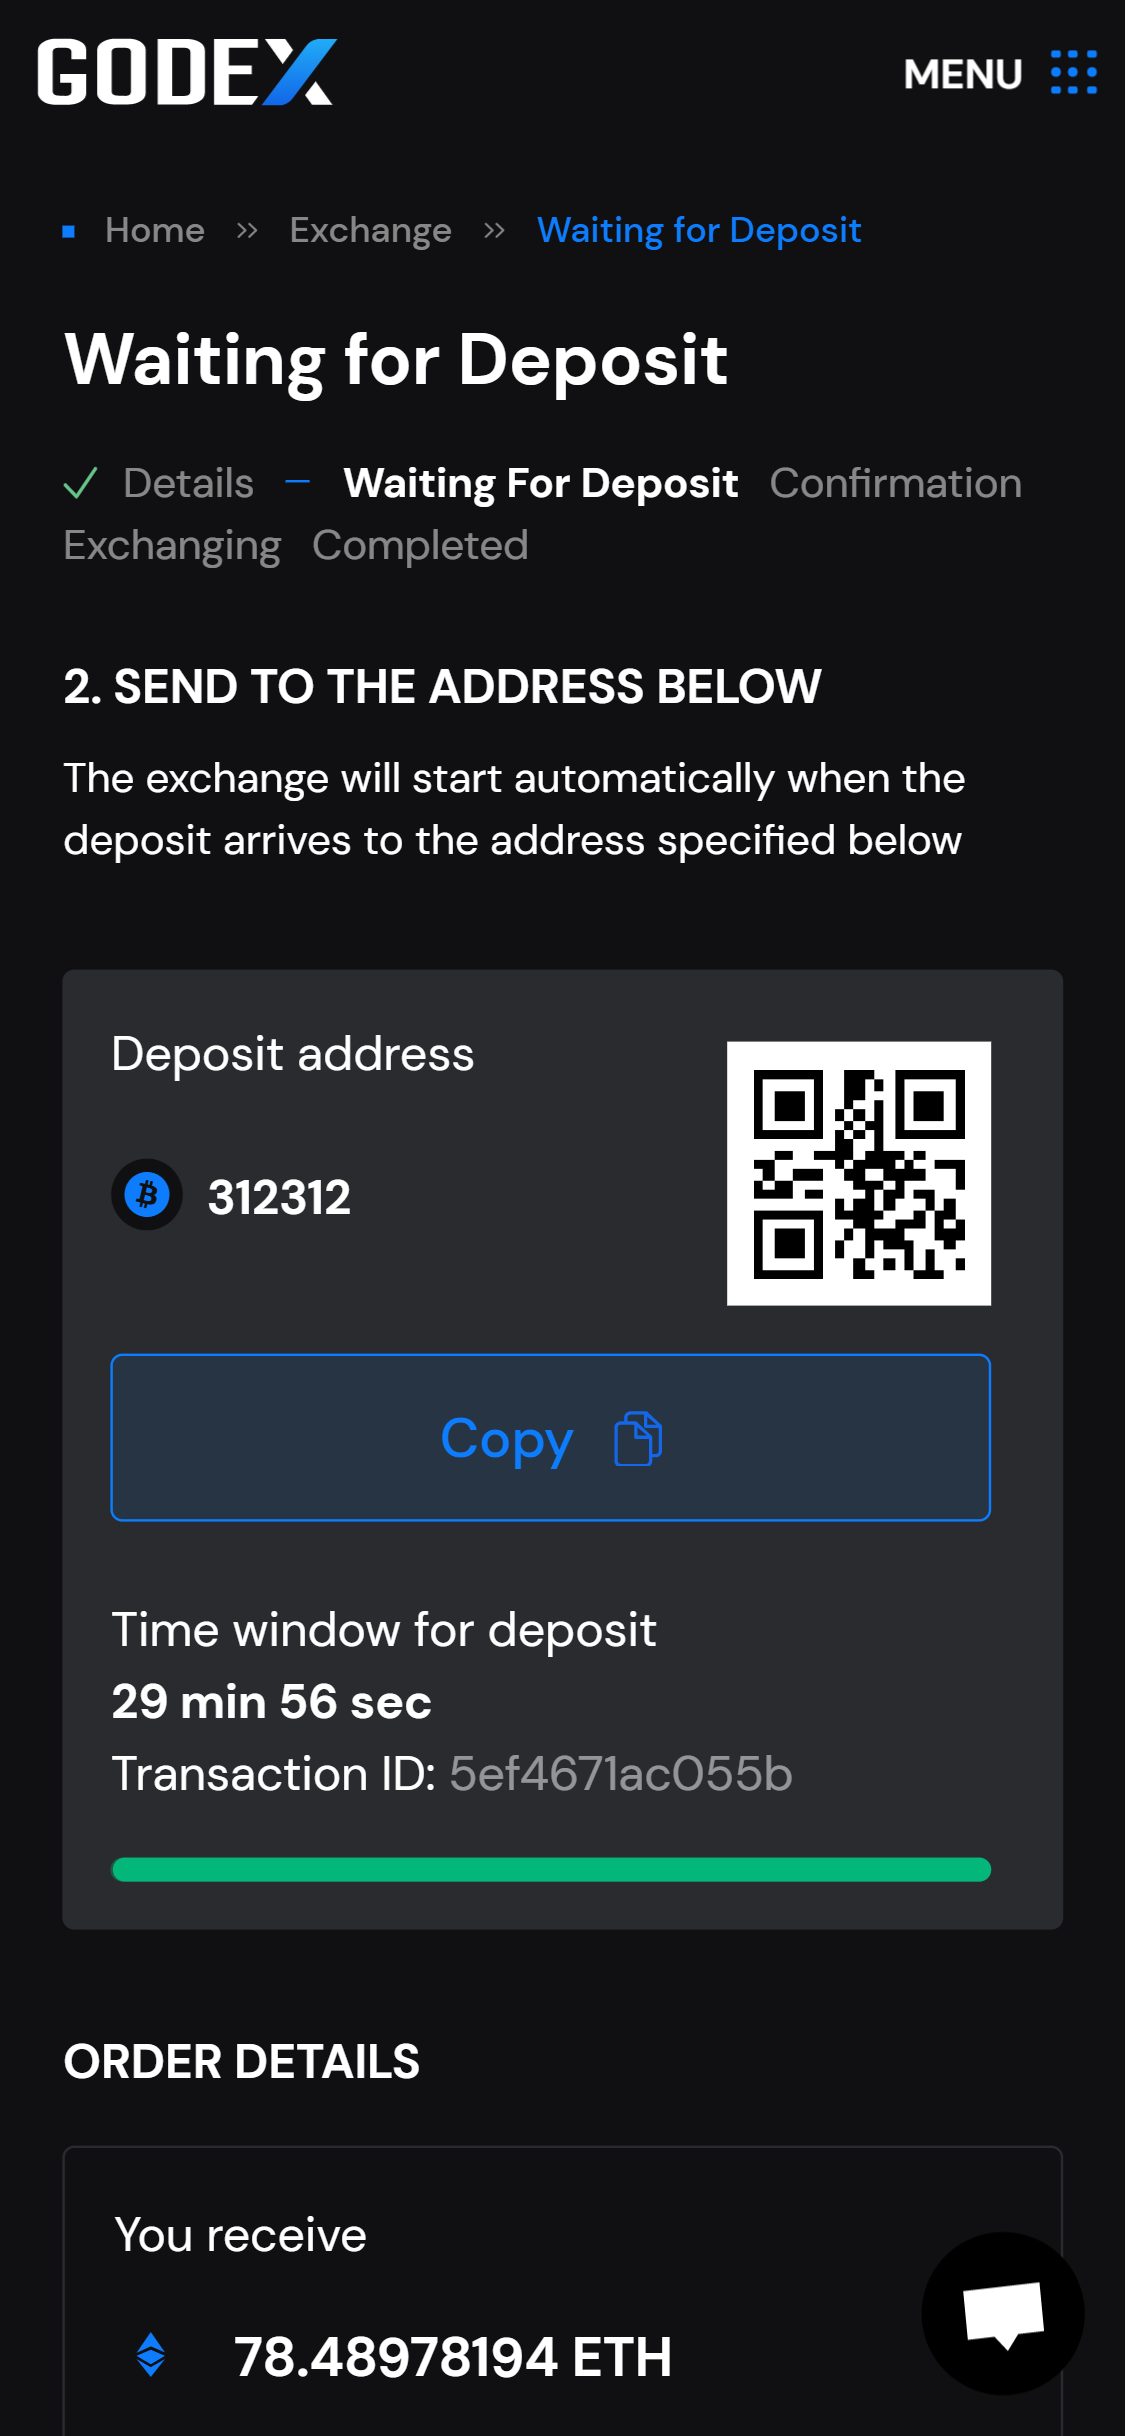 GODEX
MENU
Home » Exchange » Waiting for Deposit
Waiting for Deposit
Details – Waiting For Deposit Confirmation
Exchanging Completed
2. SEND TO THE ADDRESS BELOW
The exchange will start automatically when the
deposit arrives to the address specified below
Deposit address
312312
Copy
Time window for deposit
29 min 56 sec
Transaction ID: 5ef4671ac055b
ORDER DETAILS
You receive
78.48978194 ETH